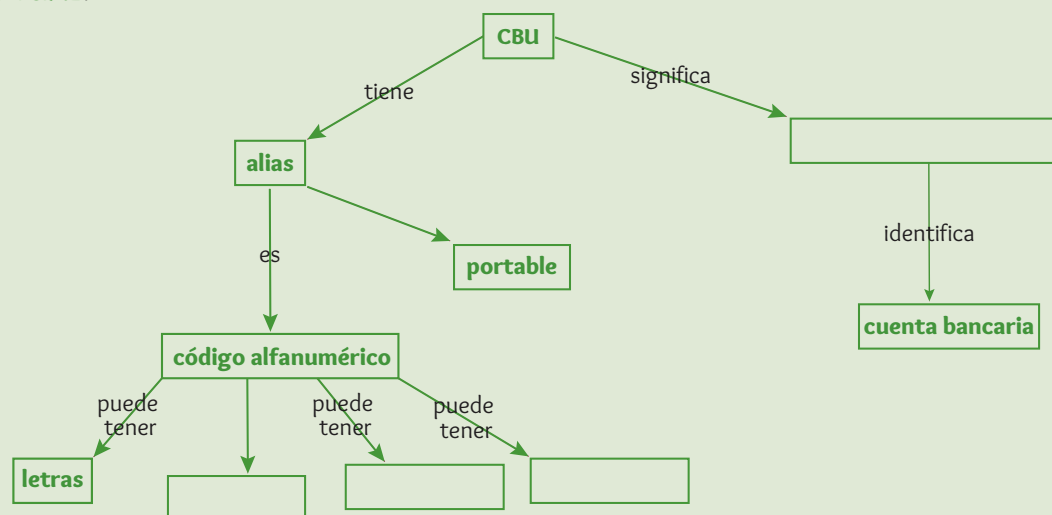 CBU
tiene
significa
alias
es
portable
identifica
cuenta bancaria
código alfanumérico
puede
tener
puede
tener
puede
tener
letras